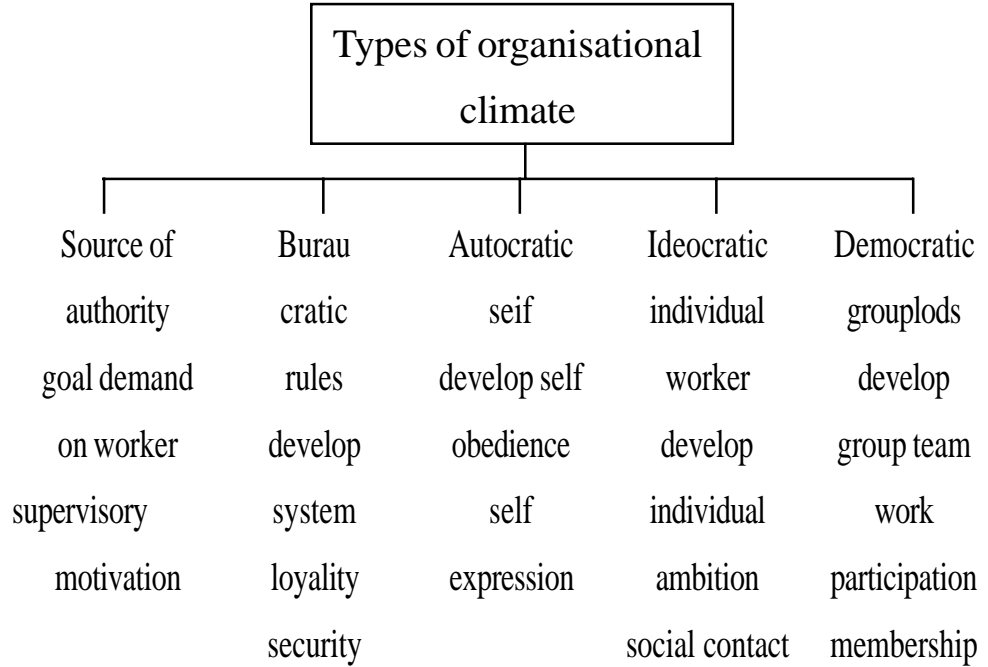 Types of organisational
climate
Source of
authority
goal demand
on worker
supervisory
motivation
Burau
cratic
rules
develop
system
loyality
security
Autocratic
seif
develop self
obedience
self
expression
Ideocratic
individual
worker
develop
individual
ambition
social contact
Democratic
grouplods
develop
group team
work
participation
membership